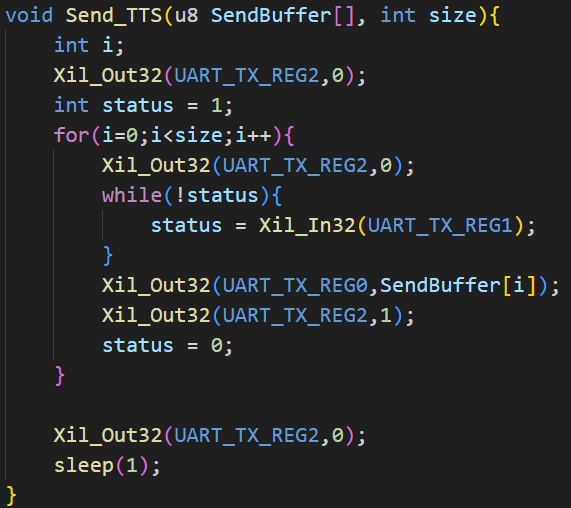 void Send_TTS(u8 SendBuffer[], int size){
    int i;
    Xil_Out32(UART_TX_REG2,0);
    int status = 1;
    for(i=0;i<size;i++){
        Xil_Out32(UART_TX_REG2,0);
        while(!status){
            status = Xil_In32(UART_TX_REG1);
        }
        Xil_Out32(UART_TX_REG0,SendBuffer[i]);
        Xil_Out32(UART_TX_REG2,1);
        status = 0;
    }

    Xil_Out32(UART_TX_REG2,0);
    sleep(1);
}